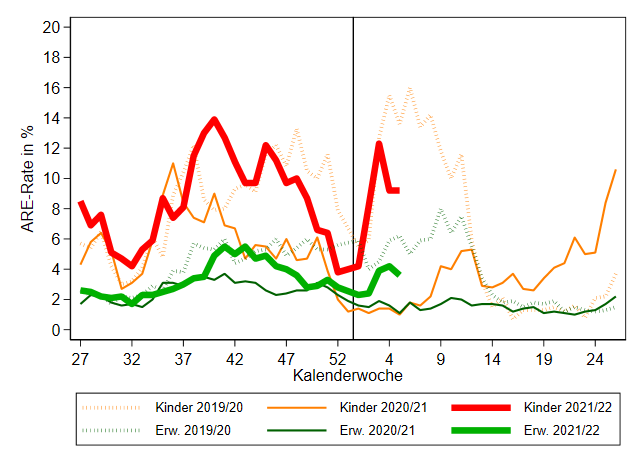 20
18
16
14
12
10
8
6
4
2
0
ARE-Rate in %
27 32 37 42 47 52 4 9 14 19 24
Kalenderwoche
Kinder 2019/20 Kinder 2020/21 Kinder 2021/22
Erw. 2019/20 Erw. 2020/21 Erw. 2021/22